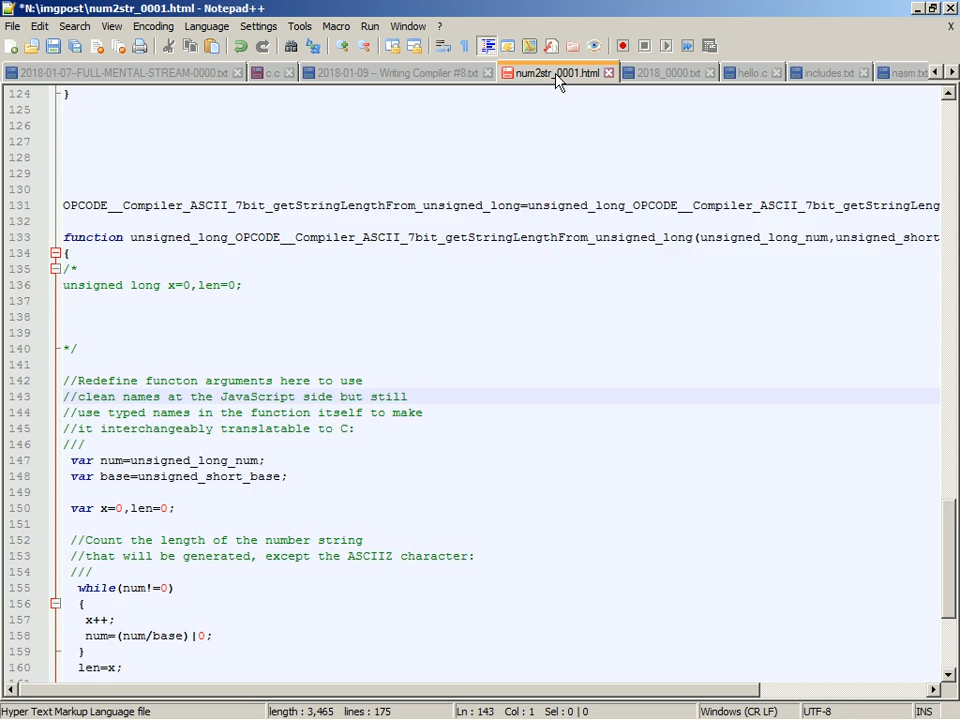 *N:\imgpost\num2str_0001.html - Notepad++
File Edit Search View Encoding Language Settings Tools Macro Run Window ? X
2018-01-07--FULL-MENTAL-STREAM-0000.txt c.c 2018-01-09 -- Writing Compiler #8.txt num2str_0001.html 2018_0000.txt hello.c includes.txt nasm.txt
124 }
125
126
127
128
129
130
131 OPCODE__Compiler_ASCII_7bit_getStringLengthFrom_unsigned_long=unsigned_long_OPCODE__Compiler_ASCII_7bit_getStringLeng
132
133 function unsigned_long_OPCODE__Compiler_ASCII_7bit_getStringLengthFrom_unsigned_long(unsigned_long_num,unsigned_short
134 {
135 /*
136 unsigned long x=0,len=0;
137
138
139
140 */
141
142 //Redefine functon arguments here to use
143 //clean names at the JavaScript side but still
144 //use typed names in the function itself to make
145 //it interchangeably translatable to C:
146 ///
147 var num=unsigned_long_num;
148 var base=unsigned_short_base;
149
150 var x=0,len=0;
151
152 //Count the length of the number string
153 //that will be generated, except the ASCIIZ character:
154 ///
155 while(num!=0)
156 {
157 x++;
158 num=(num/base)|0;
159 }
160 len=x;
Hyper Text Markup Language file length : 3,465 lines : 175 Ln : 143 Col : 1 Sel : 0 | 0 Windows (CR LF) UTF-8 INS